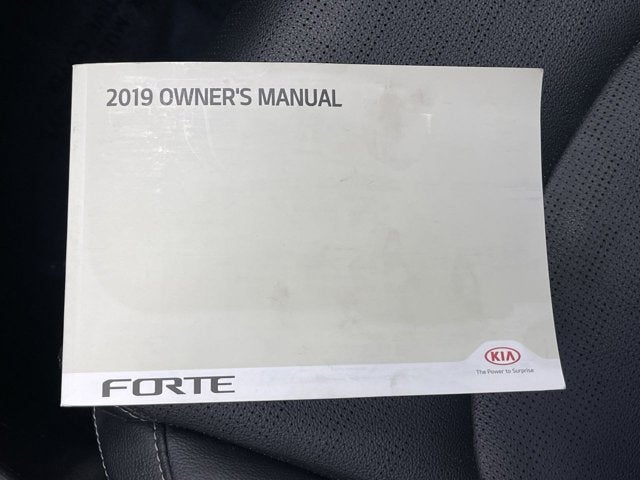 2019 OWNER'S MANUAL
KIA
The Power to Surprise
FORTE